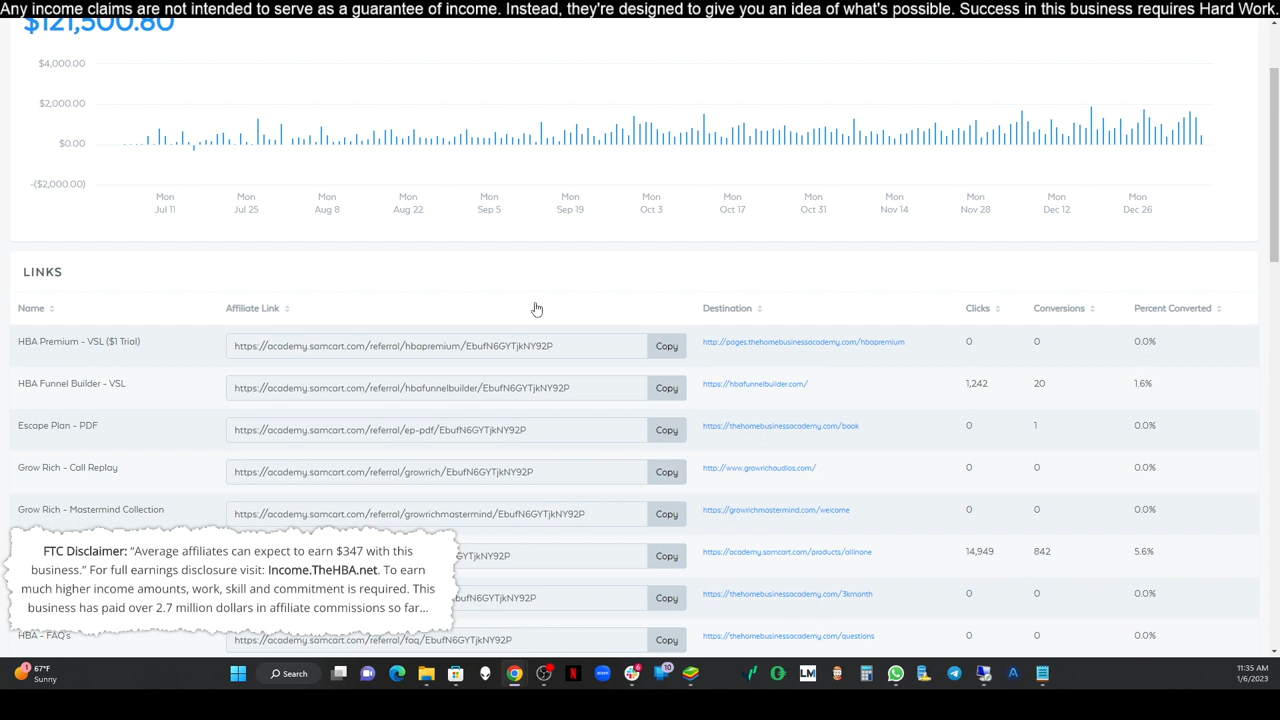 Any income claims are not intended to serve as a guarantee of income. Instead, they're designed to give you an idea of what's possible. Success in this business requires Hard Work.
$121,500.80
$4,000.00
$2,000.00
$0.00
-($2,000.00)
Mon Mon Mon Mon Mon Mon Mon Mon Mon Mon Mon Mon Mon
Jul 11 Jul 25 Aug 8 Aug 22 Sep 5 Sep 19 Oct 3 Oct 17 Oct 31 Nov 14 Nov 28 Dec 12 Dec 26
LINKS
Name Affiliate Link Destination Clicks Conversions Percent Converted
HBA Premium - VSL ($1 Trial) https://academy.samcart.com/referral/hbapremium/EbufN6GYTjkNY92P Copy http://pages.thehomebusinessacademy.com/hbapremium 0 0 0.0%
HBA Funnel Builder - VSL https://academy.samcart.com/referral/hbafunnelbuilder/EbufN6GYTjkNY92P Copy https://hbafunnelbuilder.com/ 1,242 20 1.6%
Escape Plan - PDF https://academy.samcart.com/referral/ep-pdf/EbufN6GYTjkNY92P Copy https://thehomebusinessacademy.com/book 0 1 0.0%
Grow Rich - Call Replay https://academy.samcart.com/referral/growrich/EbufN6GYTjkNY92P Copy http://www.growrichaudios.com/ 0 0 0.0%
Grow Rich - Mastermind Collection https://academy.samcart.com/referral/growrichmastermind/EbufN6GYTjkNY92P Copy https://growrichmastermind.com/welcome 0 0 0.0%
GYTjkNY92P Copy https://academy.samcart.com/products/allinone 14,949 842 5.6%
EbufN6GYTjkNY92P Copy https://thehomebusinessacademy.com/3kmonth 0 0 0.0%
HBA - FAQ's https://academy.samcart.com/referral/faq/EbufN6GYTjkNY92P Copy https://thehomebusinessacademy.com/questions 0 0 0.0%
FTC Disclaimer: “Average affiliates can expect to earn $347 with this
business.” For full earnings disclosure visit: Income.TheHBA.net. To earn
much higher income amounts, work, skill and commitment is required. This
business has paid over 2.7 million dollars in affiliate commissions so far...
67°F
Sunny
Search
11:35 AM
1/6/2023